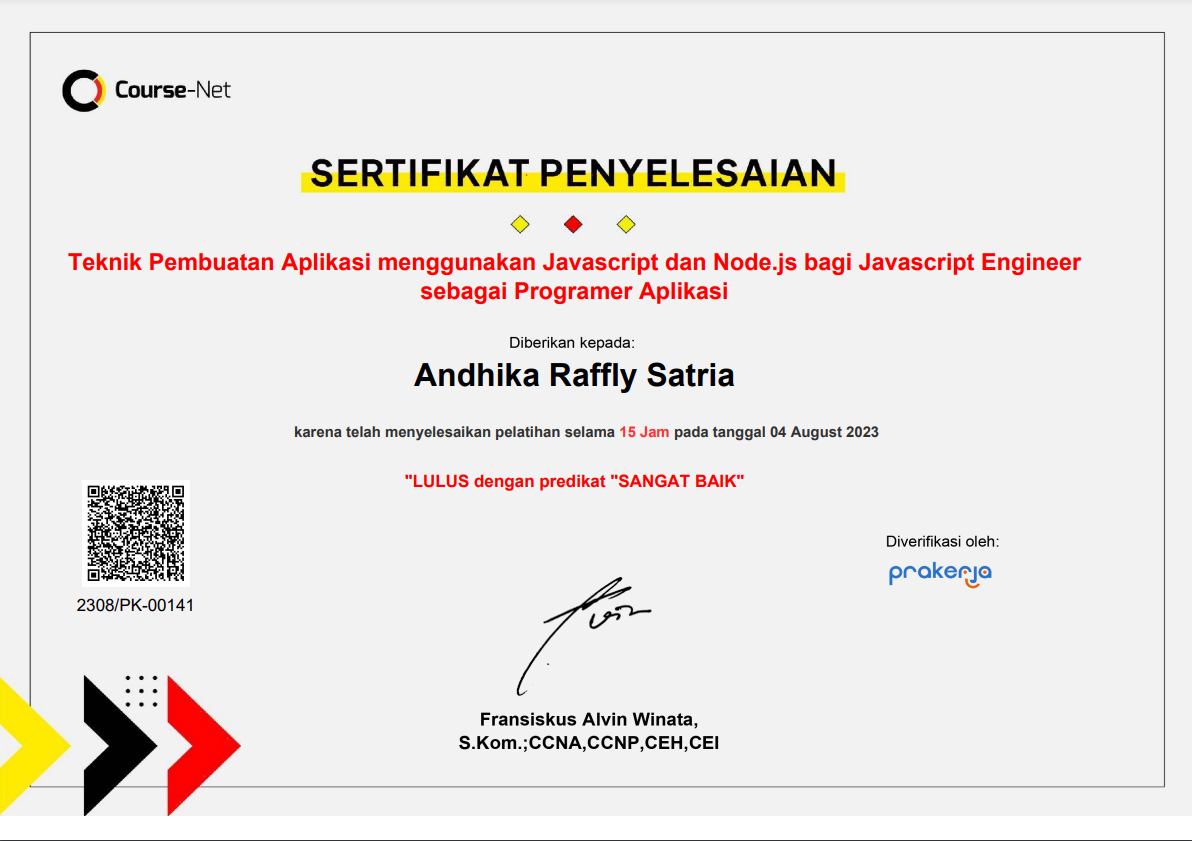 Course-Net
SERTIFIKAT PENYELESAIAN
Teknik Pembuatan Aplikasi menggunakan Javascript dan Node.js bagi Javascript Engineer
sebagai Programer Aplikasi
Diberikan kepada:
Andhika Raffly Satria
karena telah menyelesaikan pelatihan selama 15 Jam pada tanggal 04 August 2023
"LULUS dengan predikat "SANGAT BAIK"
Diverifikasi oleh:
prakerja
2308/PK-00141
Fransiskus Alvin Winata,
S.Kom.;CCNA,CCNP,CEH,CEI